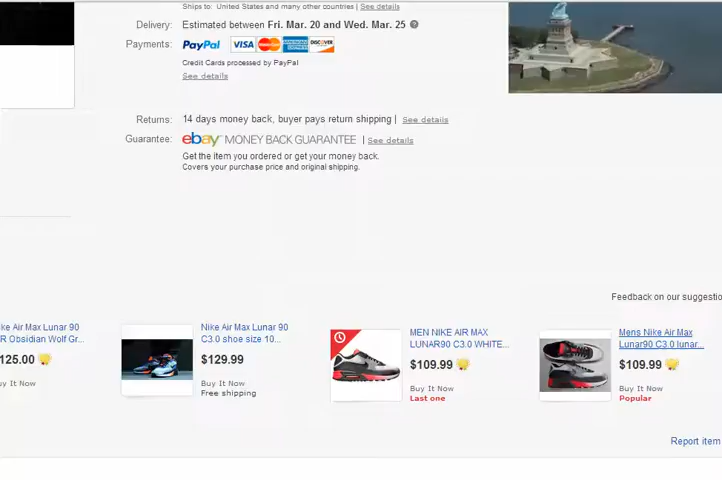 Ships to: United States and many other countries | See details
Delivery: Estimated between Fri. Mar. 20 and Wed. Mar. 25 ?
Payments: PayPal VISA MasterCard AMERICAN EXPRESS DISCOVER
Credit Cards processed by PayPal
See details
Returns: 14 days money back, buyer pays return shipping | See details
Guarantee: ebay MONEY BACK GUARANTEE | See details
Get the item you ordered or get your money back.
Covers your purchase price and original shipping.
Feedback on our suggestio
ke Air Max Lunar 90
R Obsidian Wolf Gr...
125.00
uy It Now
Nike Air Max Lunar 90
C3.0 shoe size 10...
$129.99
Buy It Now
Free shipping
MEN NIKE AIR MAX
LUNAR90 C3.0 WHITE...
$109.99
Buy It Now
Last one
Mens Nike Air Max
Lunar90 C3.0 lunar...
$109.99
Buy It Now
Popular
Report item